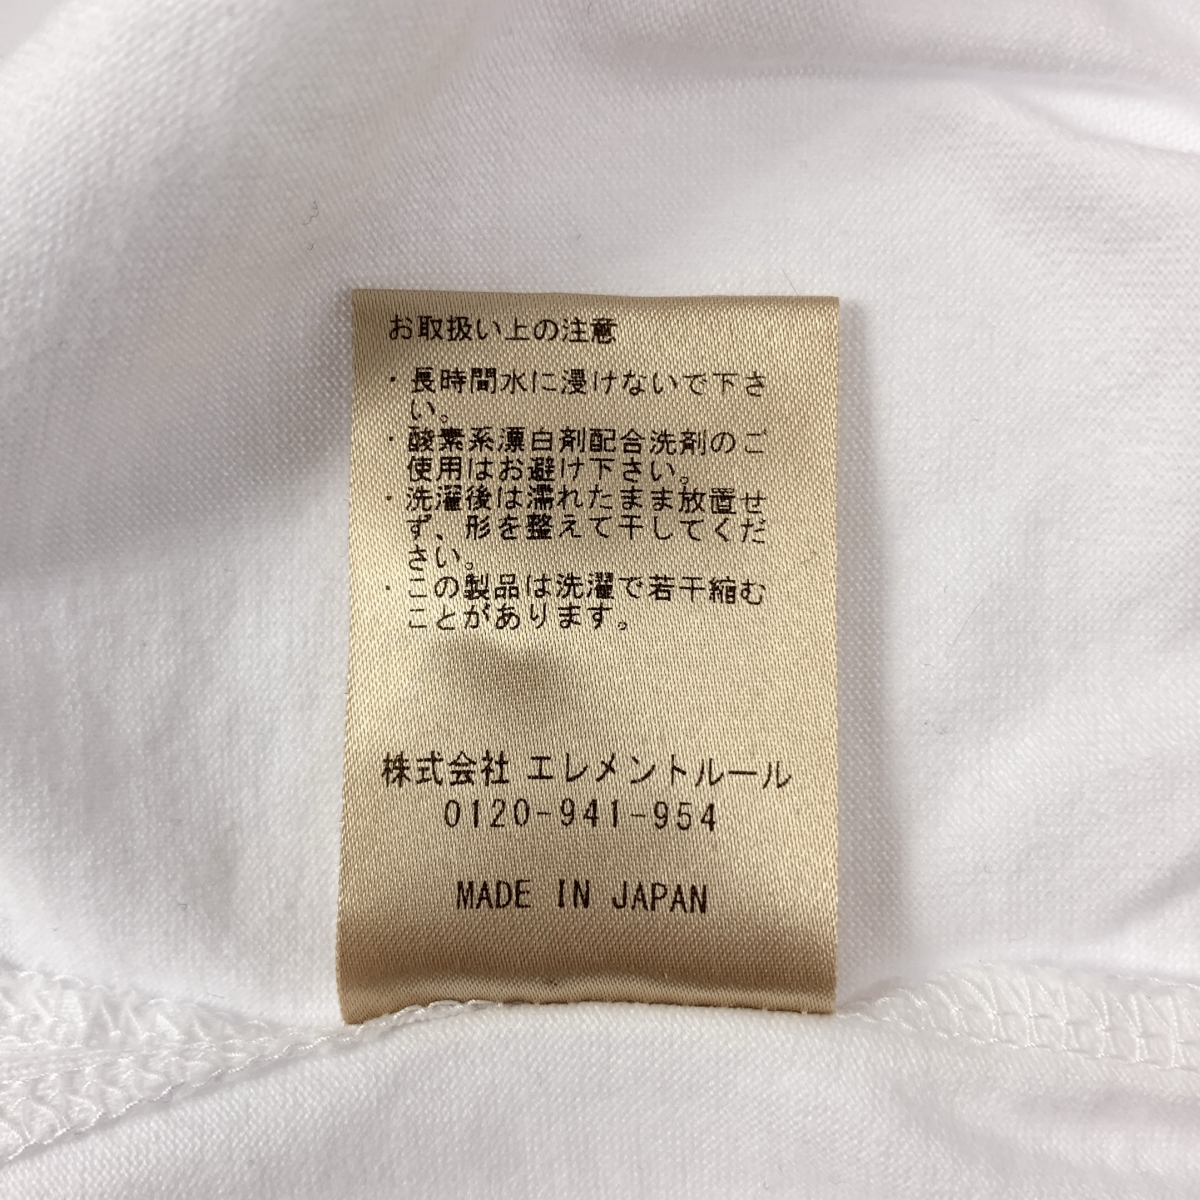 お取扱い上の注意
・長時間水に浸けないで下さ
い。
・酸素系漂白剤配合洗剤のご
使用はお避け下さい。
・洗濯後は濡れたまま放置せ
ず、形を整えて干してくだ
さい。
・この製品は洗濯で若干縮む
ことがあります。
株式会社 エレメントルール
0120-941-954
MADE IN JAPAN